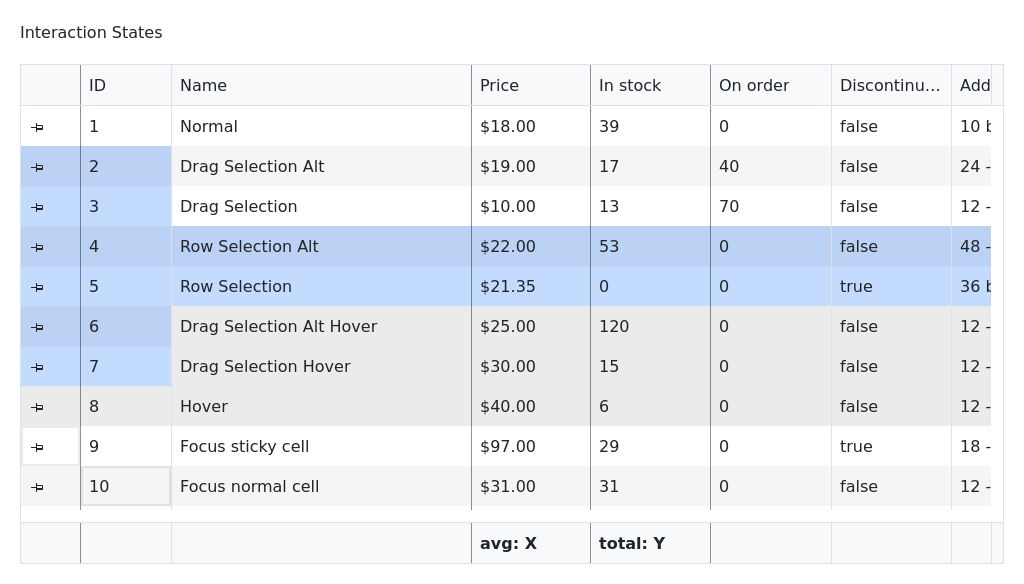 Interaction States
ID Name Price In stock On order Discontinu... Add
1 Normal $18.00 39 0 false 10 b
2 Drag Selection Alt $19.00 17 40 false 24 -
3 Drag Selection $10.00 13 70 false 12 -
4 Row Selection Alt $22.00 53 0 false 48 -
5 Row Selection $21.35 0 0 true 36 b
6 Drag Selection Alt Hover $25.00 120 0 false 12 -
7 Drag Selection Hover $30.00 15 0 false 12 -
8 Hover $40.00 6 0 false 12 -
9 Focus sticky cell $97.00 29 0 true 18 -
10 Focus normal cell $31.00 31 0 false 12 -
avg: X total: Y